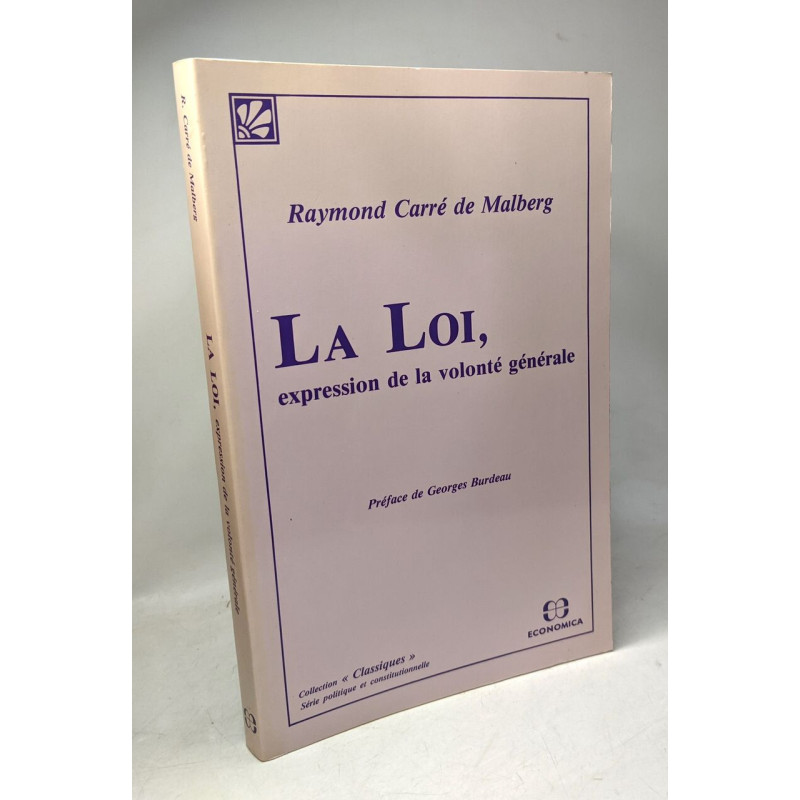 Raymond Carré de Malberg
LA LOI,
expression de la volonté générale
Préface de Georges Burdeau
ECONOMICA
Collection « Classiques »
Série politique et constitutionnelle
R. Carré de Malberg
LA LOI, expression de la volonté générale